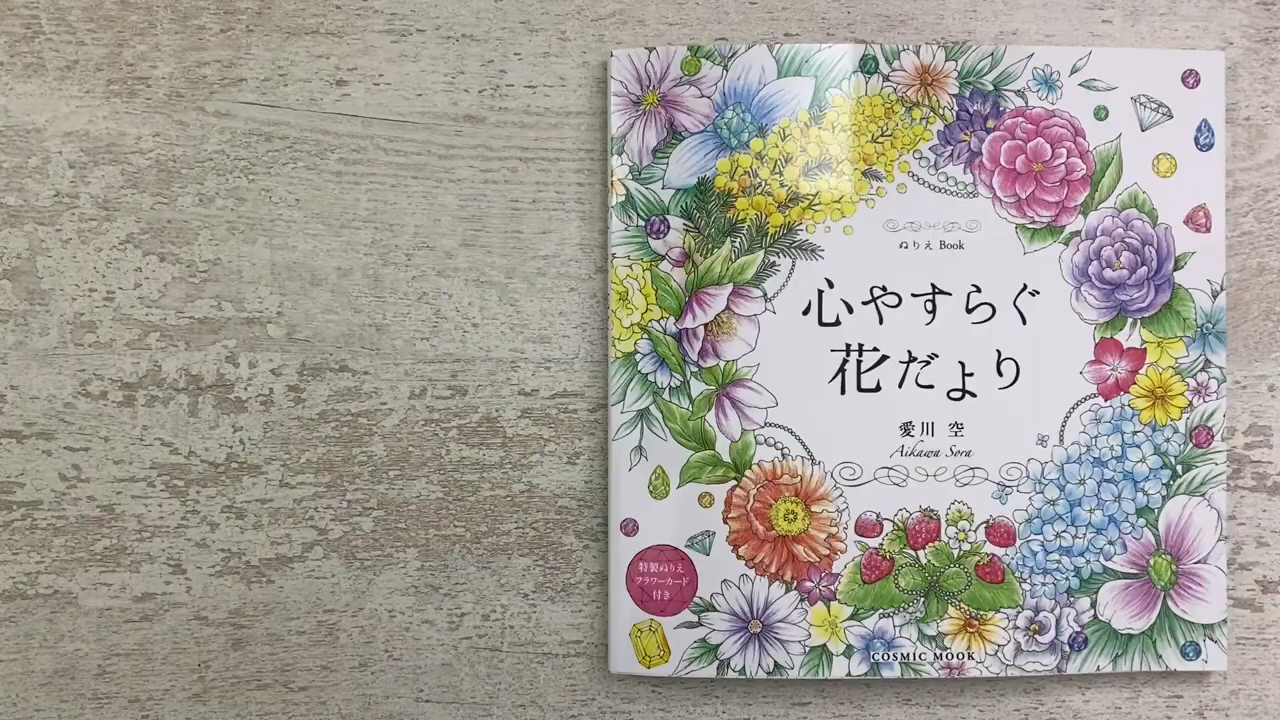 ぬりえ Book
心やすらぐ
花だより
愛川 空
Aikawa Sora
特製ぬりえ
フラワーカード
付き
COSMIC MOOK